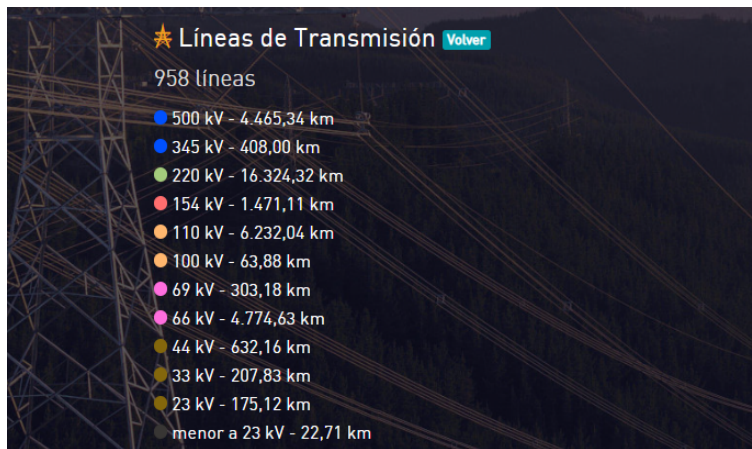 Líneas de Transmisión Volver
958 líneas
500 kV - 4.465,34 km
345 kV - 408,00 km
220 kV - 16.324,32 km
154 kV - 1.471,11 km
110 kV - 6.232,04 km
100 kV - 63,88 km
69 kV - 303,18 km
66 kV - 4.774,63 km
44 kV - 632,16 km
33 kV - 207,83 km
23 kV - 175,12 km
menor a 23 kV - 22,71 km